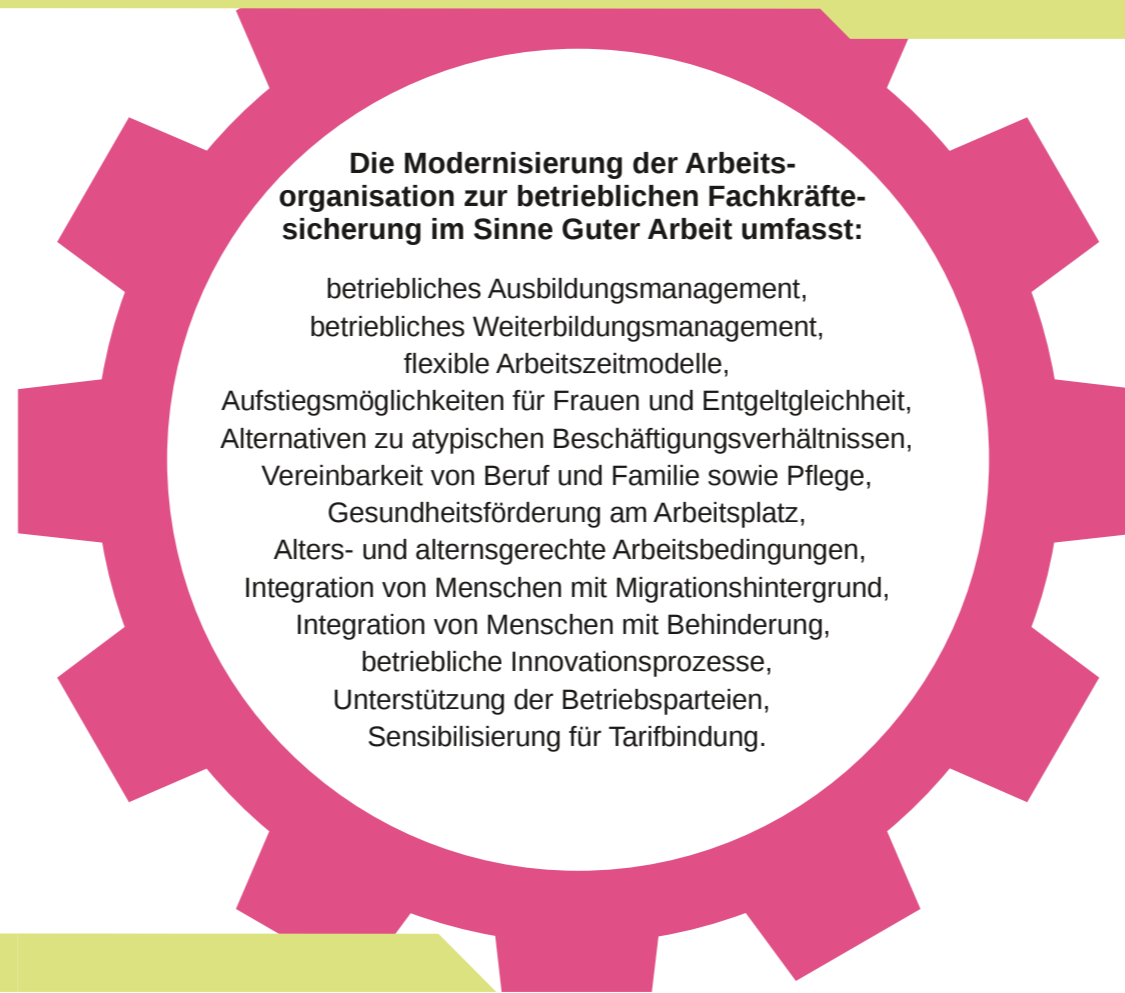 Die Modernisierung der Arbeits-
organisation zur betrieblichen Fachkräfte-
sicherung im Sinne Guter Arbeit umfasst:
betriebliches Ausbildungsmanagement,
betriebliches Weiterbildungsmanagement,
flexible Arbeitszeitmodelle,
Aufstiegsmöglichkeiten für Frauen und Entgeltgleichheit,
Alternativen zu atypischen Beschäftigungsverhältnissen,
Vereinbarkeit von Beruf und Familie sowie Pflege,
Gesundheitsförderung am Arbeitsplatz,
Alters- und alternsgerechte Arbeitsbedingungen,
Integration von Menschen mit Migrationshintergrund,
Integration von Menschen mit Behinderung,
betriebliche Innovationsprozesse,
Unterstützung der Betriebsparteien,
Sensibilisierung für Tarifbindung.